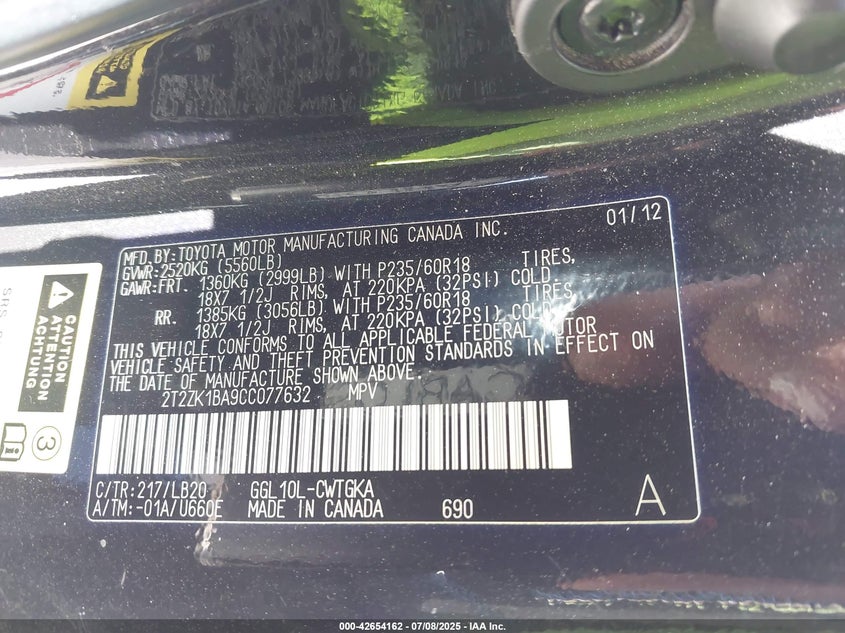 01/12
MFD. BY: TOYOTA MOTOR MANUFACTURING CANADA INC.
GVWR: 2520KG (5560LB)
GAWR: FRT. 1360KG (2999LB) WITH P235/60R18 TIRES,
18X7 1/2J RIMS, AT 220KPA (32PSI) COLD.
RR. 1385KG (3056LB) WITH P235/60R18 TIRES,
18X7 1/2J RIMS, AT 220KPA (32PSI) COLD.
THIS VEHICLE CONFORMS TO ALL APPLICABLE FEDERAL MOTOR
VEHICLE SAFETY AND THEFT PREVENTION STANDARDS IN EFFECT ON
THE DATE OF MANUFACTURE SHOWN ABOVE.
2T2ZK1BA9CC077632 MPV
C/TR: 217/LB20 GGL10L-CWTGKA
A/TM: -01A/U660E MADE IN CANADA 690 A
CAUTION
ATTENTION
ACHTUNG
SRS
3
000-42654162 - 07/08/2025 - IAA Inc.